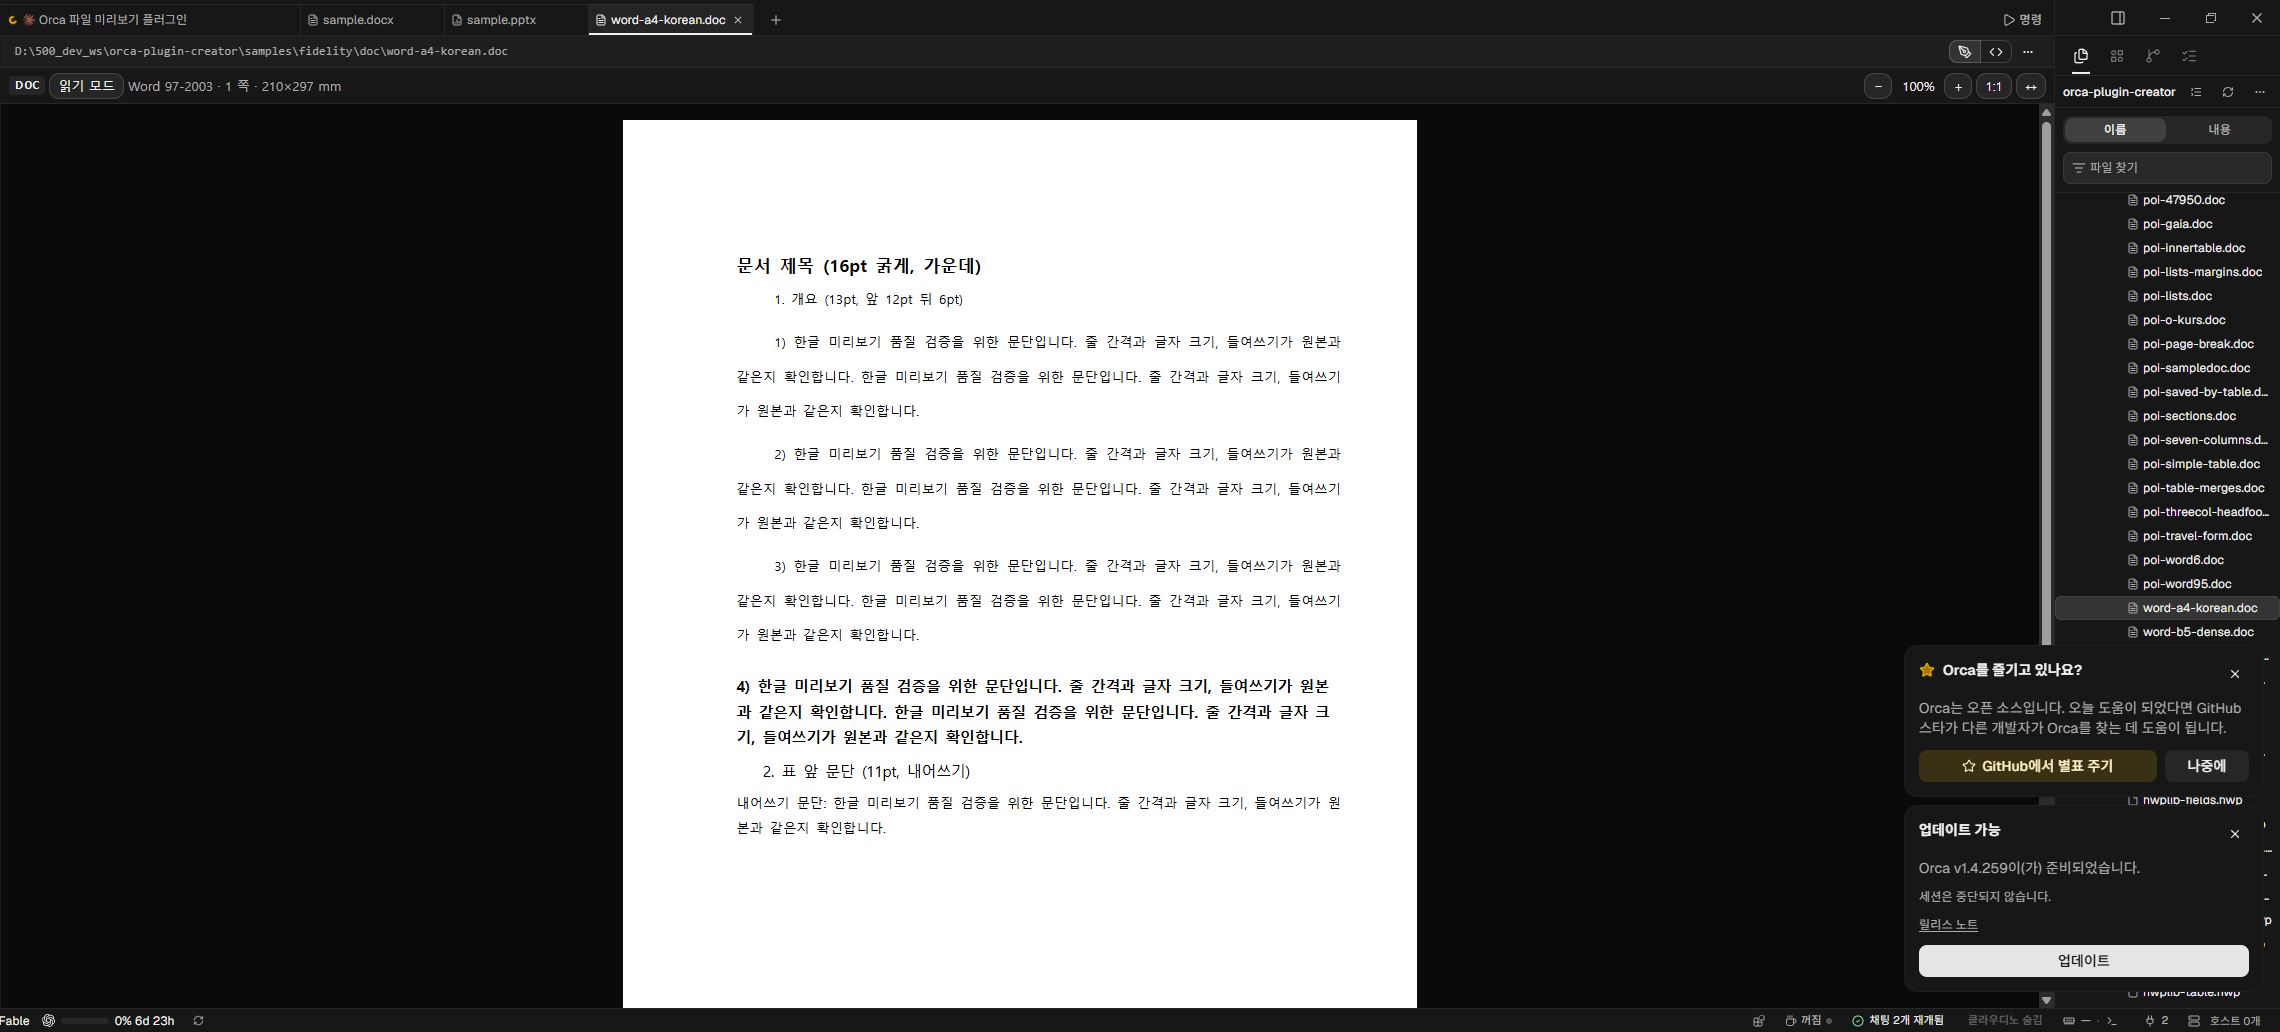 Orca 파일 미리보기 플러그인
sample.docx
sample.pptx
word-a4-korean.doc
명령
D:\500_dev_ws\orca-plugin-creator\samples\fidelity\doc\word-a4-korean.doc
DOC 읽기 모드 Word 97-2003 · 1 쪽 · 210×297 mm
− 100% + 1:1 ↔
문서 제목 (16pt 굵게, 가운데)
1. 개요 (13pt, 앞 12pt 뒤 6pt)
1) 한글 미리보기 품질 검증을 위한 문단입니다. 줄 간격과 글자 크기, 들여쓰기가 원본과
같은지 확인합니다. 한글 미리보기 품질 검증을 위한 문단입니다. 줄 간격과 글자 크기, 들여쓰기
가 원본과 같은지 확인합니다.
2) 한글 미리보기 품질 검증을 위한 문단입니다. 줄 간격과 글자 크기, 들여쓰기가 원본과
같은지 확인합니다. 한글 미리보기 품질 검증을 위한 문단입니다. 줄 간격과 글자 크기, 들여쓰기
가 원본과 같은지 확인합니다.
3) 한글 미리보기 품질 검증을 위한 문단입니다. 줄 간격과 글자 크기, 들여쓰기가 원본과
같은지 확인합니다. 한글 미리보기 품질 검증을 위한 문단입니다. 줄 간격과 글자 크기, 들여쓰기
가 원본과 같은지 확인합니다.
4) 한글 미리보기 품질 검증을 위한 문단입니다. 줄 간격과 글자 크기, 들여쓰기가 원본
과 같은지 확인합니다. 한글 미리보기 품질 검증을 위한 문단입니다. 줄 간격과 글자 크
기, 들여쓰기가 원본과 같은지 확인합니다.
2. 표 앞 문단 (11pt, 내어쓰기)
내어쓰기 문단: 한글 미리보기 품질 검증을 위한 문단입니다. 줄 간격과 글자 크기, 들여쓰기가 원
본과 같은지 확인합니다.
orca-plugin-creator
이름 내용
파일 찾기
poi-47950.doc
poi-gaia.doc
poi-innertable.doc
poi-lists-margins.doc
poi-lists.doc
poi-o-kurs.doc
poi-page-break.doc
poi-sampledoc.doc
poi-saved-by-table.d...
poi-sections.doc
poi-seven-columns.d...
poi-simple-table.doc
poi-table-merges.doc
poi-threecol-headfoo...
poi-travel-form.doc
poi-word6.doc
poi-word95.doc
word-a4-korean.doc
word-b5-dense.doc
Orca를 즐기고 있나요?
Orca는 오픈 소스입니다. 오늘 도움이 되었다면 GitHub
스타가 다른 개발자가 Orca를 찾는 데 도움이 됩니다.
GitHub에서 별표 주기 나중에
hwplib-fields.hwp
업데이트 가능
Orca v1.4.259이(가) 준비되었습니다.
세션은 중단되지 않습니다.
릴리스 노트
업데이트
hwplib-table.hwp
Fable 0% 6d 23h
꺼짐
채팅 2개 재개됨
클라우디노 숨김
2
호스트 0개